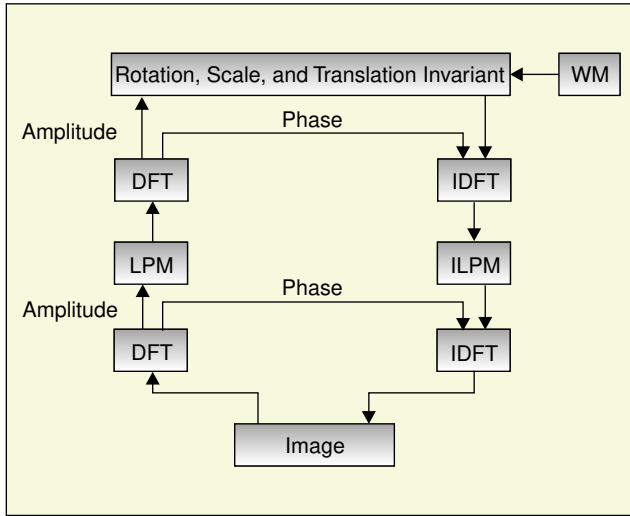 Rotation, Scale, and Translation Invariant
WM
Amplitude
Phase
DFT
IDFT
LPM
ILPM
Amplitude
Phase
DFT
IDFT
Image